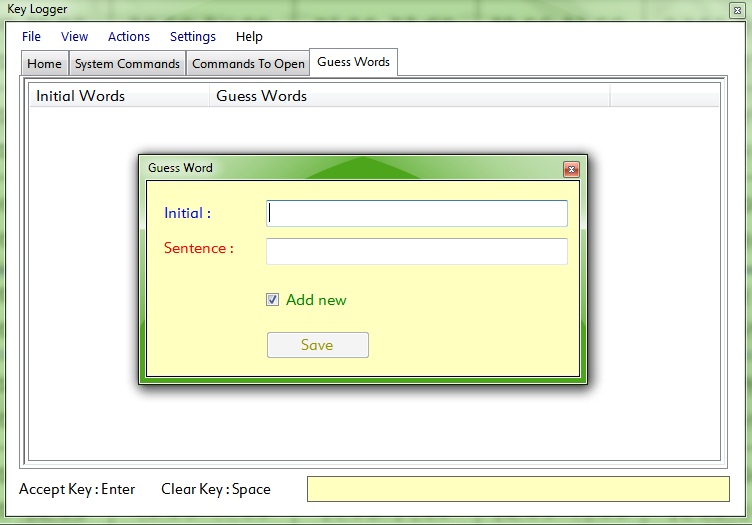 Key Logger
File View Actions Settings Help
Home System Commands Commands To Open Guess Words
Initial Words Guess Words
Guess Word
Initial :
Sentence :
Add new
Save
Accept Key : Enter Clear Key : Space